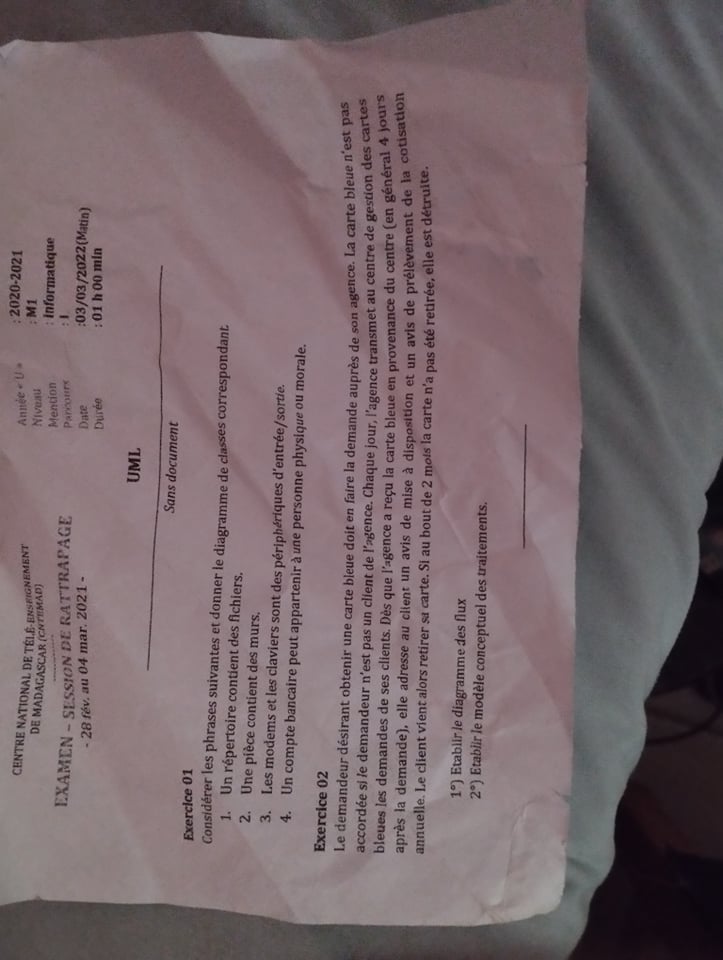 CENTRE NATIONAL DE TÉLÉ-ENSEIGNEMENT
DE MADAGASCAR (CNTEMAD)
EXAMEN – SESSION DE RATTRAPAGE
- 28 fév. au 04 mar. 2021 -
Année « U » : 2020-2021
Niveau : M1
Mention : Informatique
Parcours : I
Date :03/03/2022(Matin)
Durée : 01 h 00 min
UML
Sans document
Exercice 01
Considérer les phrases suivantes et donner le diagramme de classes correspondant
1. Un répertoire contient des fichiers.
2. Une pièce contient des murs.
3. Les modems et les claviers sont des périphériques d'entrée/sortie.
4. Un compte bancaire peut appartenir à une personne physique ou morale.
Exercice 02
Le demandeur désirant obtenir une carte bleue doit en faire la demande auprès de son agence. La carte bleue n'est pas
accordée si le demandeur n'est pas un client de l'agence. Chaque jour, l'agence transmet au centre de gestion des cartes
bleues les demandes de ses clients. Dès que l'agence a reçu la carte bleue en provenance du centre (en général 4 jours
après la demande), elle adresse au client un avis de mise à disposition et un avis de prélèvement de la cotisation
annuelle. Le client vient alors retirer sa carte. Si au bout de 2 mois la carte n'a pas été retirée, elle est détruite.
1°) Etablir le diagramme des flux
2°) Etablir le modèle conceptuel des traitements.